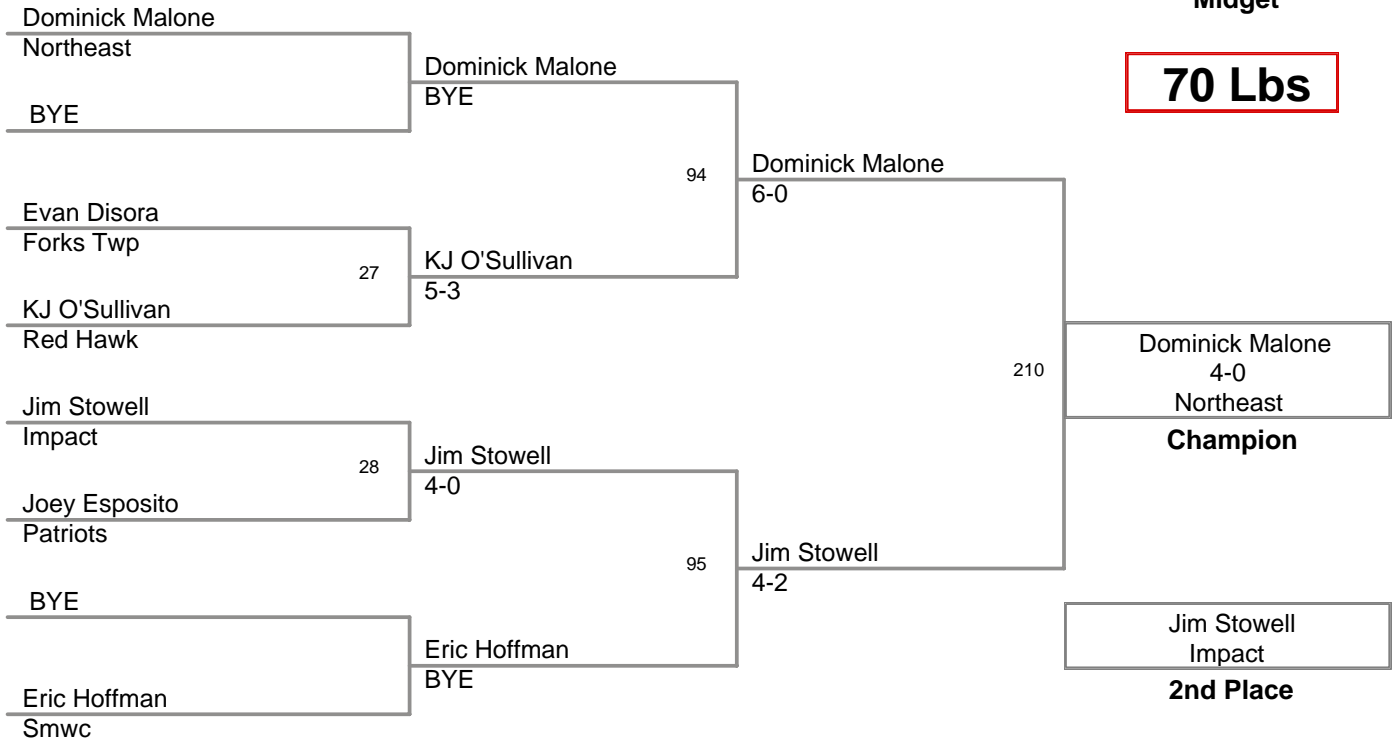 Midget
70 Lbs
Dominick Malone
Northeast
BYE
Evan Disora
Forks Twp
27
KJ O'Sullivan
Red Hawk
Jim Stowell
Impact
28
Joey Esposito
Patriots
BYE
Eric Hoffman
Smwc
Dominick Malone
BYE
94
KJ O'Sullivan
5-3
Jim Stowell
4-0
95
Eric Hoffman
BYE
Dominick Malone
6-0
210
Jim Stowell
4-2
Dominick Malone
4-0
Northeast
Champion
Jim Stowell
Impact
2nd Place